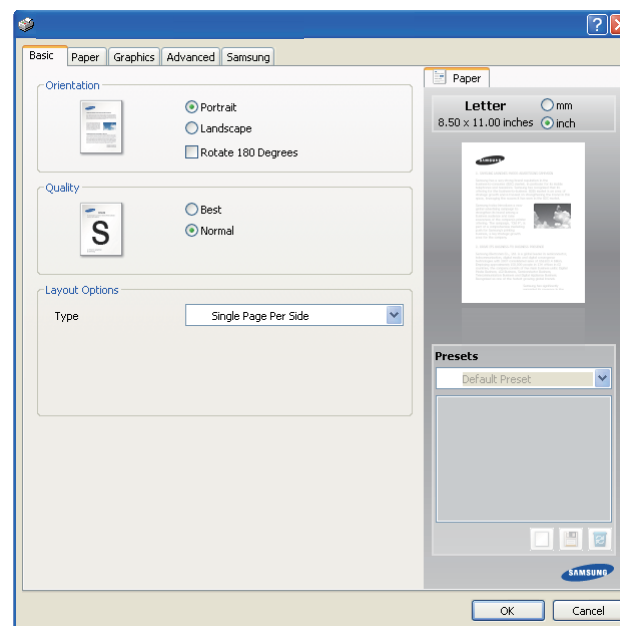 Basic Paper Graphics Advanced Samsung
Orientation
Portrait
Landscape
Rotate 180 Degrees
Quality
S
Best
Normal
Layout Options
Type Single Page Per Side
Paper
Letter mm
8.50 x 11.00 inches inch
SAMSUNG
Presets
Default Preset
SAMSUNG
OK Cancel